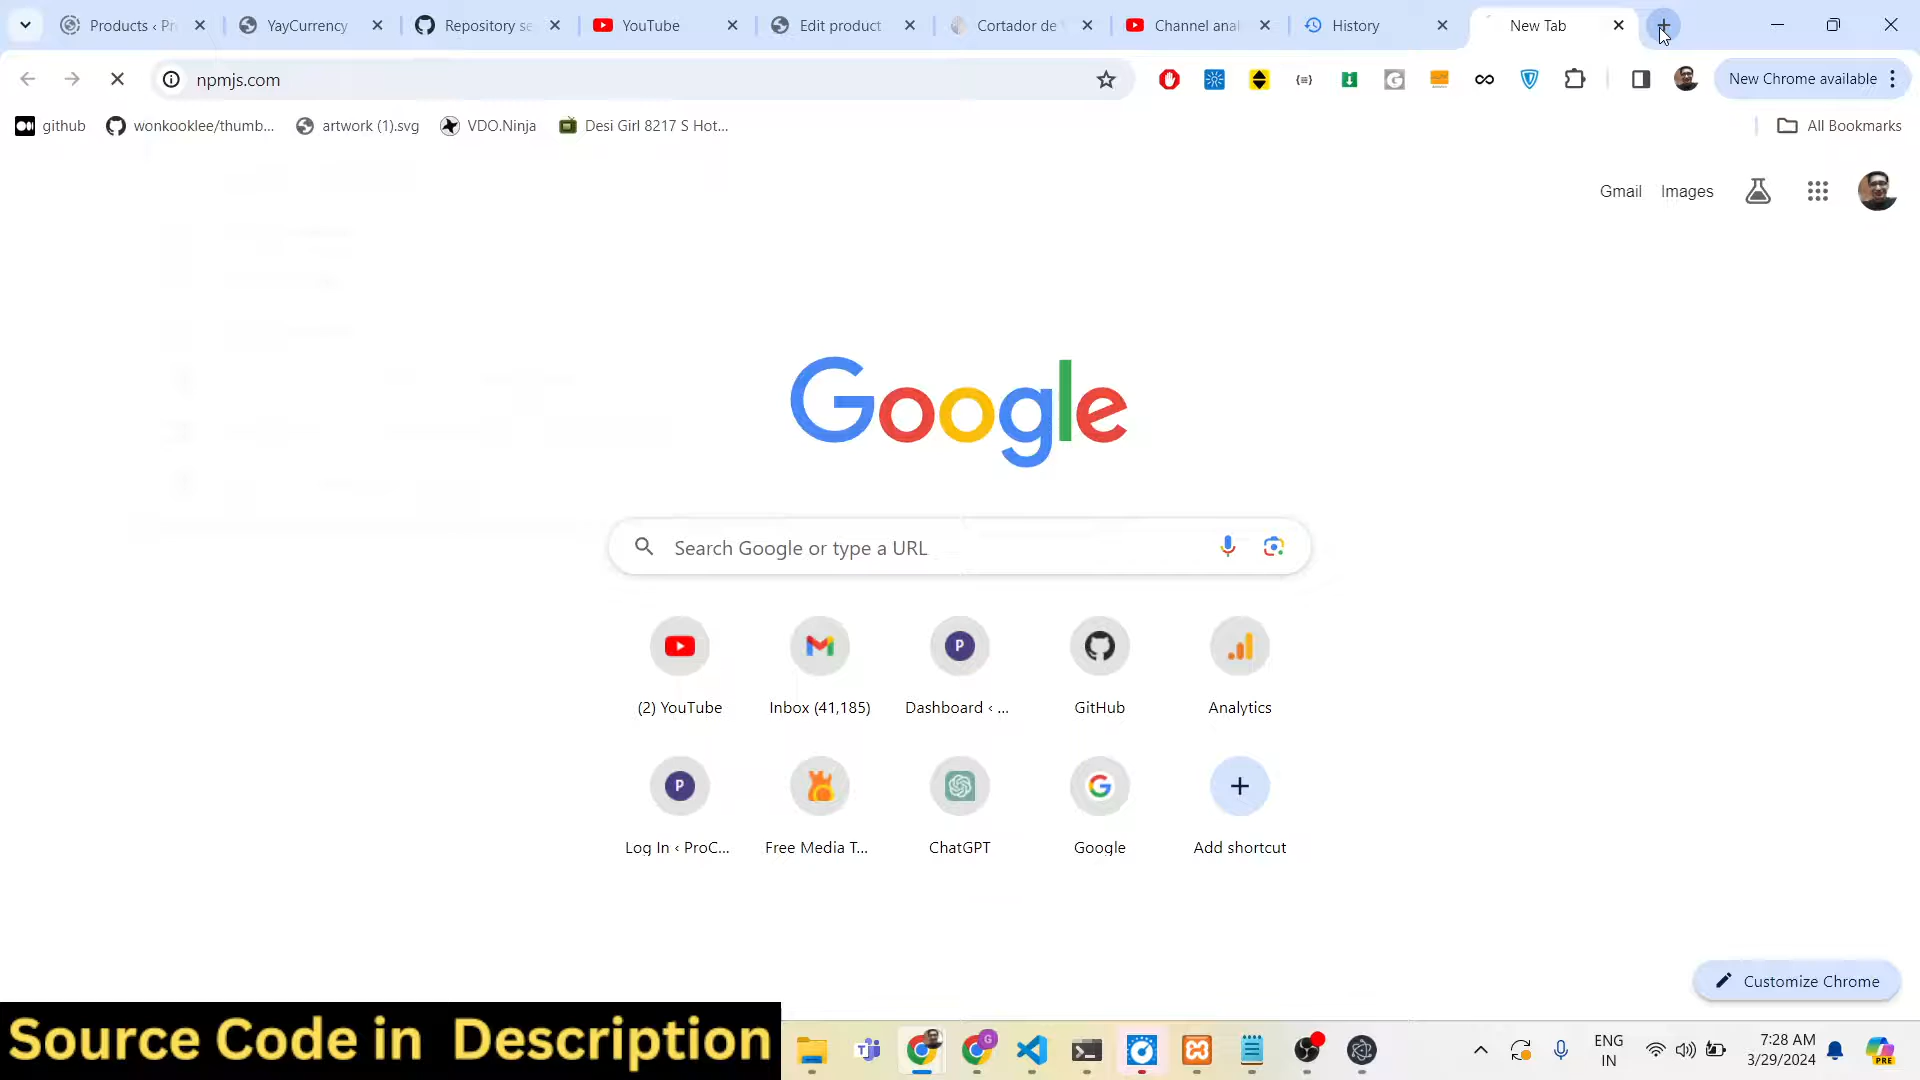 Products ‹ Pr
YayCurrency
Repository se
YouTube
Edit product
Cortador de
Channel anal
History
New Tab
npmjs.com
New Chrome available
github
wonkooklee/thumb...
artwork (1).svg
VDO.Ninja
Desi Girl 8217 S Hot...
All Bookmarks
Gmail
Images
Google
Search Google or type a URL
(2) YouTube
Inbox (41,185)
P
Dashboard ‹ ...
GitHub
Analytics
P
Log In ‹ ProC...
Free Media T...
ChatGPT
Google
Add shortcut
Customize Chrome
Source Code in Description
G
ENG
IN
7:28 AM
3/29/2024
PRE